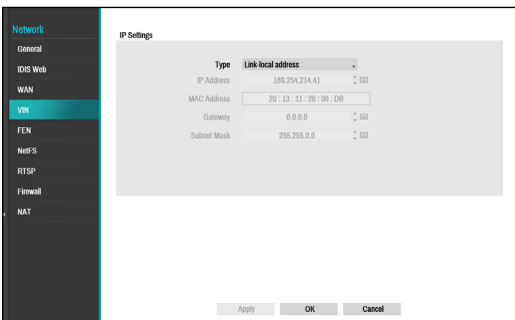 Network
General
IDIS Web
WAN
VIN
FEN
NetFS
RTSP
Firewall
NAT
IP Settings
Type Link-local address
IP Address 169.254.214.41
MAC Address 20 : 13 : 11 : 26 : 00 : DB
Gateway 0.0.0.0
Subnet Mask 255.255.0.0
Apply OK Cancel